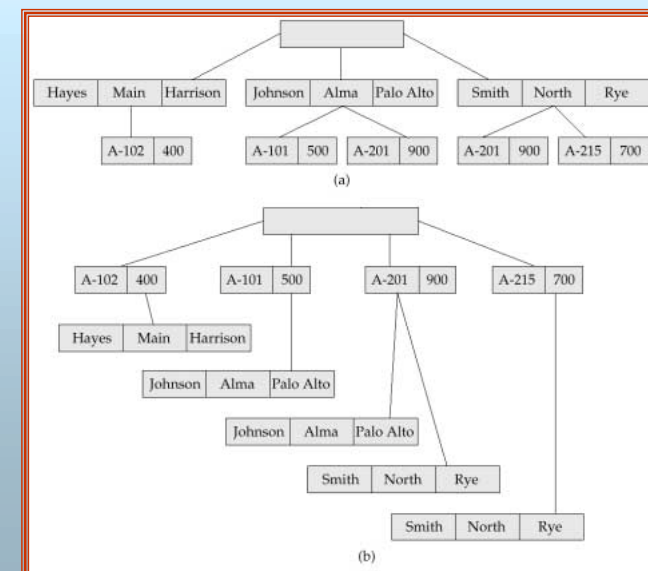 Hayes Main Harrison Johnson Alma Palo Alto Smith North Rye
A-102 400 A-101 500 A-201 900 A-201 900 A-215 700
(a)
A-102 400 A-101 500 A-201 900 A-215 700
Hayes Main Harrison
Johnson Alma Palo Alto
Johnson Alma Palo Alto
Smith North Rye
Smith North Rye
(b)